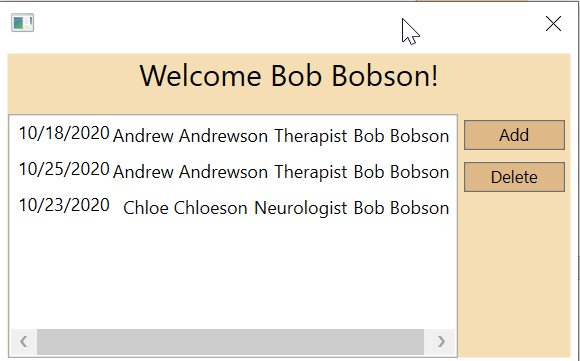 Welcome Bob Bobson!
10/18/2020 Andrew Andrewson Therapist Bob Bobson
10/25/2020 Andrew Andrewson Therapist Bob Bobson
10/23/2020 Chloe Chloeson Neurologist Bob Bobson
Add
Delete